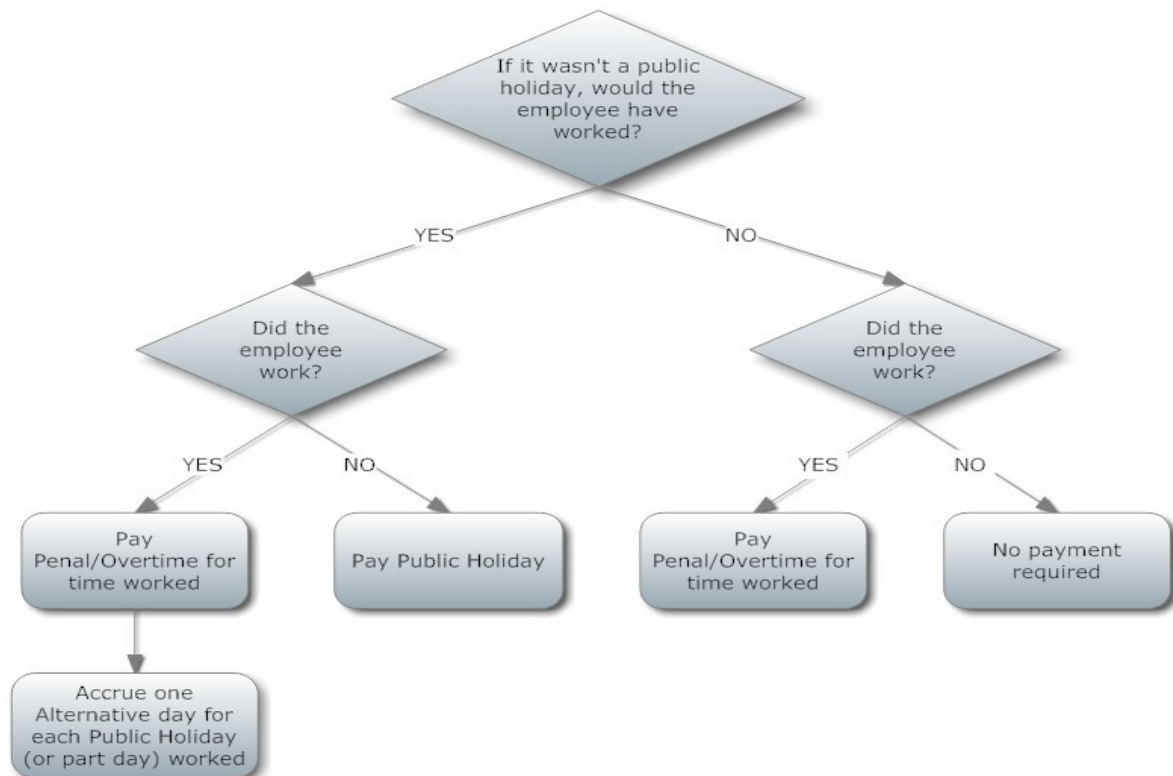 If it wasn't a public
holiday, would the
employee have
worked?
YES
NO
Did the
employee
work?
Did the
employee
work?
YES
NO
YES
NO
Pay
Penal/Overtime for
time worked
Pay Public Holiday
Pay
Penal/Overtime for
time worked
No payment
required
Accrue one
Alternative day for
each Public Holiday
(or part day) worked